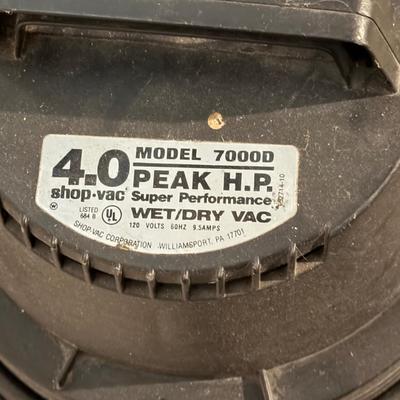 4.0 MODEL 7000D
PEAK H.P.
shop·vac Super Performance
LISTED
684 B
UL
WET/DRY VAC
120 VOLTS 60HZ 9.5AMPS
SHOP-VAC CORPORATION WILLIAMSPORT, PA 17701